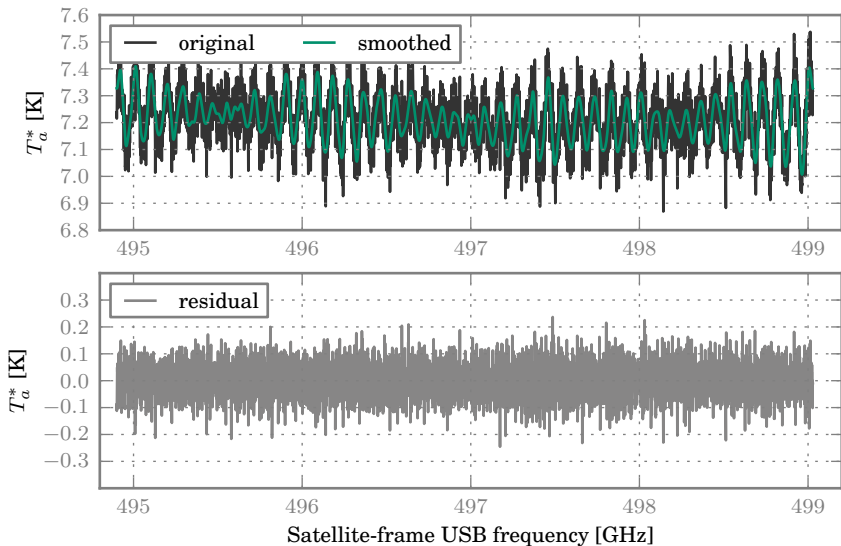 7.6
original smoothed
7.5
7.4
7.3
7.2
7.1
7.0
6.9
6.8
T*a [K]
495 496 497 498 499
residual
0.3
0.2
0.1
0.0
−0.1
−0.2
−0.3
T*a [K]
495 496 497 498 499
Satellite-frame USB frequency [GHz]